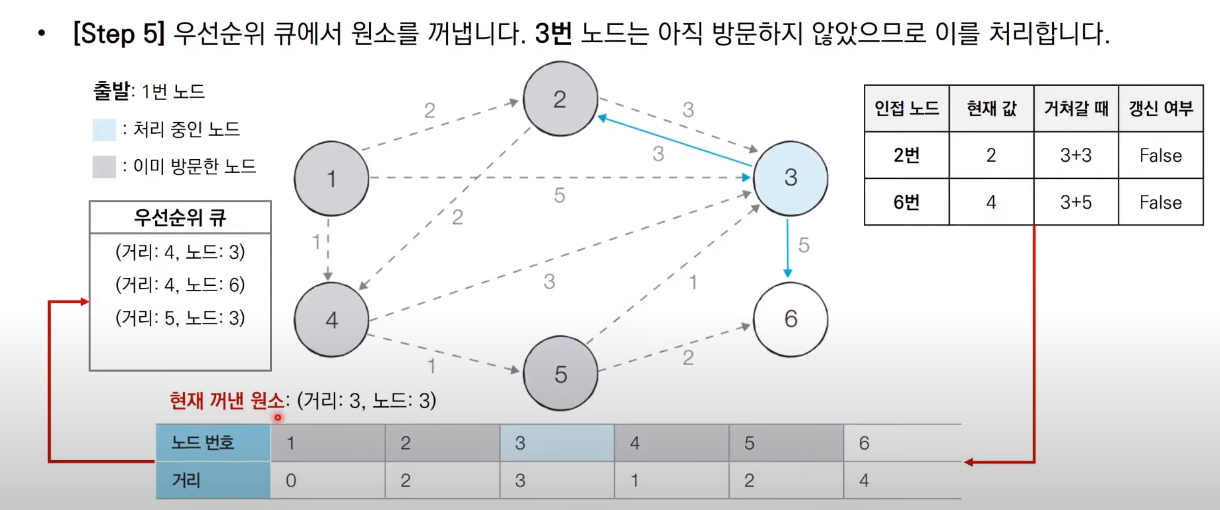 • [Step 5] 우선순위 큐에서 원소를 꺼냅니다. 3번 노드는 아직 방문하지 않았으므로 이를 처리합니다.
출발: 1번 노드
: 처리 중인 노드
: 이미 방문한 노드
우선순위 큐
(거리: 4, 노드: 3)
(거리: 4, 노드: 6)
(거리: 5, 노드: 3)
2
2
3
3
1
5
3
1
2
5
3
1
4
6
1
5
2
인접 노드 현재 값 거쳐갈 때 갱신 여부
2번 2 3+3 False
6번 4 3+5 False
현재 꺼낸 원소: (거리: 3, 노드: 3)
노드 번호 1 2 3 4 5 6
거리 0 2 3 1 2 4